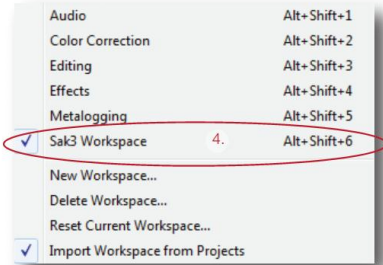 Audio Alt+Shift+1
Color Correction Alt+Shift+2
Editing Alt+Shift+3
Effects Alt+Shift+4
Metalogging Alt+Shift+5
Sak3 Workspace 4. Alt+Shift+6
New Workspace...
Delete Workspace...
Reset Current Workspace...
Import Workspace from Projects